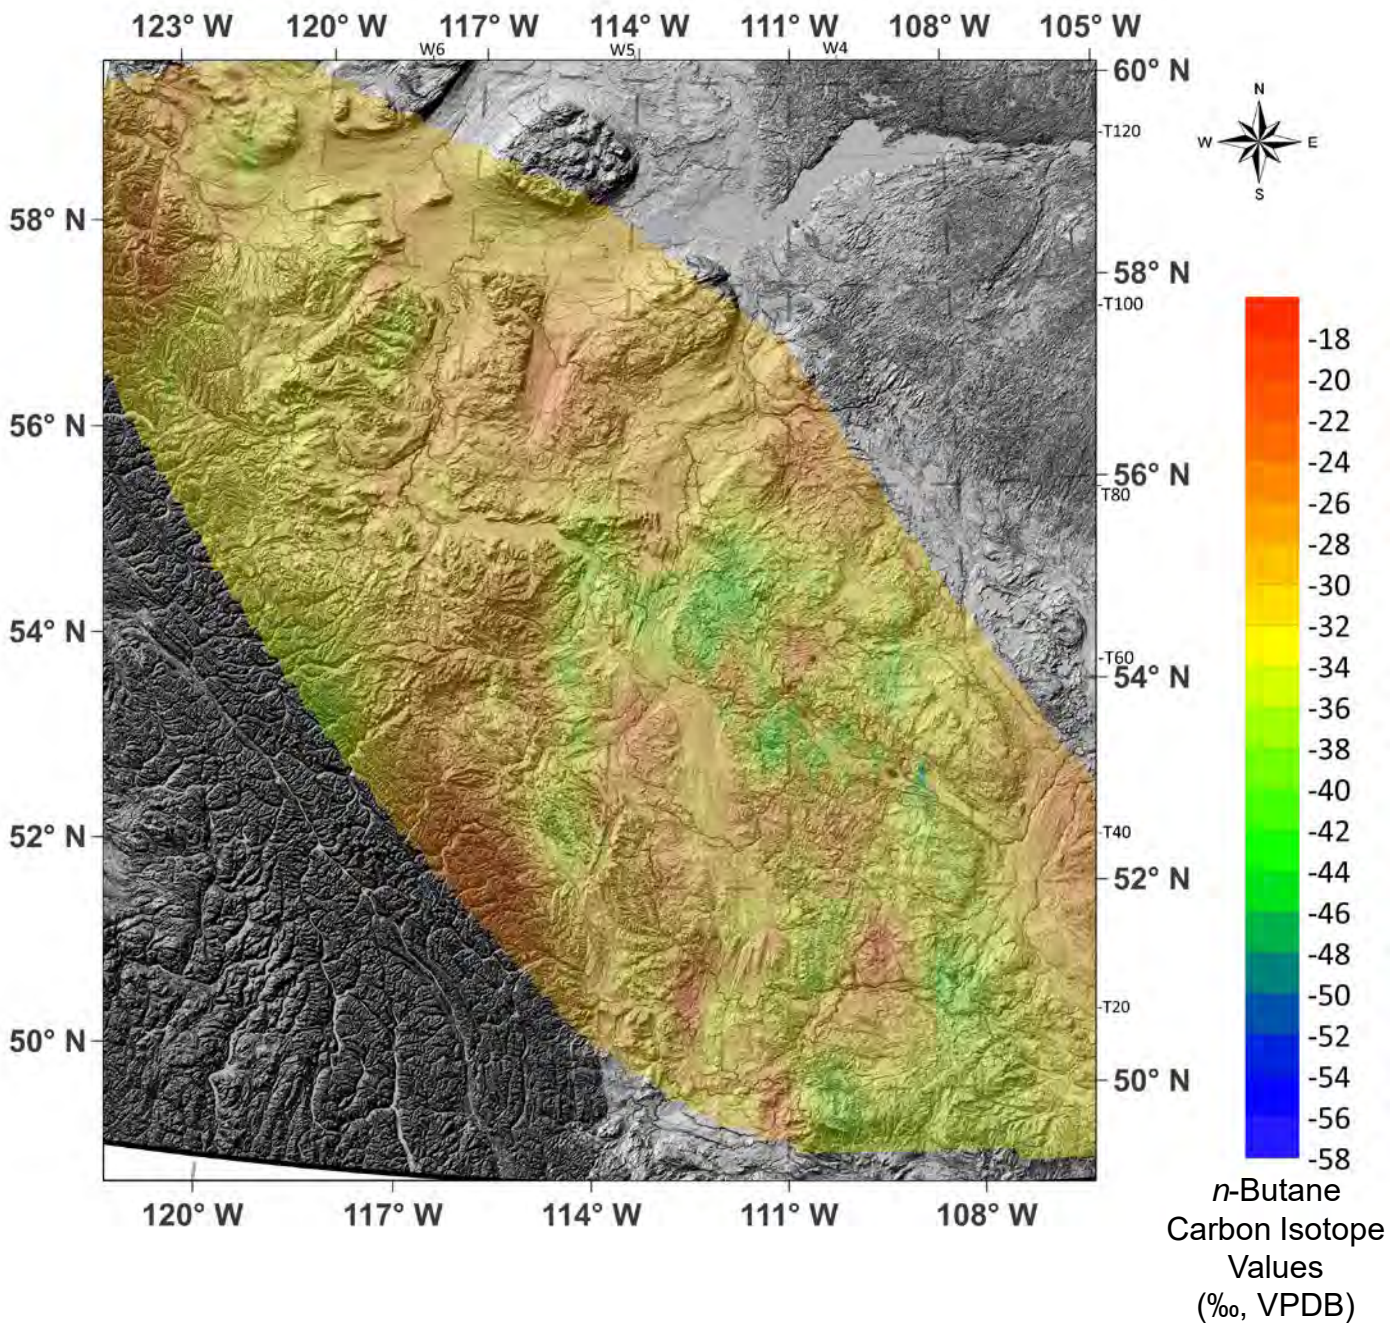 123° W 120° W 117° W 114° W 111° W 108° W 105° W
W6 W5 W4
60° N
N
-T120
W E
S
58° N
58° N
-T100
-18
-20
-22
56° N
-24
56° N
-T80
-26
-28
-30
54° N
-32
-T60
54° N
-34
-36
-38
-40
52° N
-T40
-42
-44
52° N
-46
-48
-50
-T20
50° N
-52
50° N
-54
-56
-58
n-Butane
Carbon Isotope
Values
(‰, VPDB)
120° W 117° W 114° W 111° W 108° W